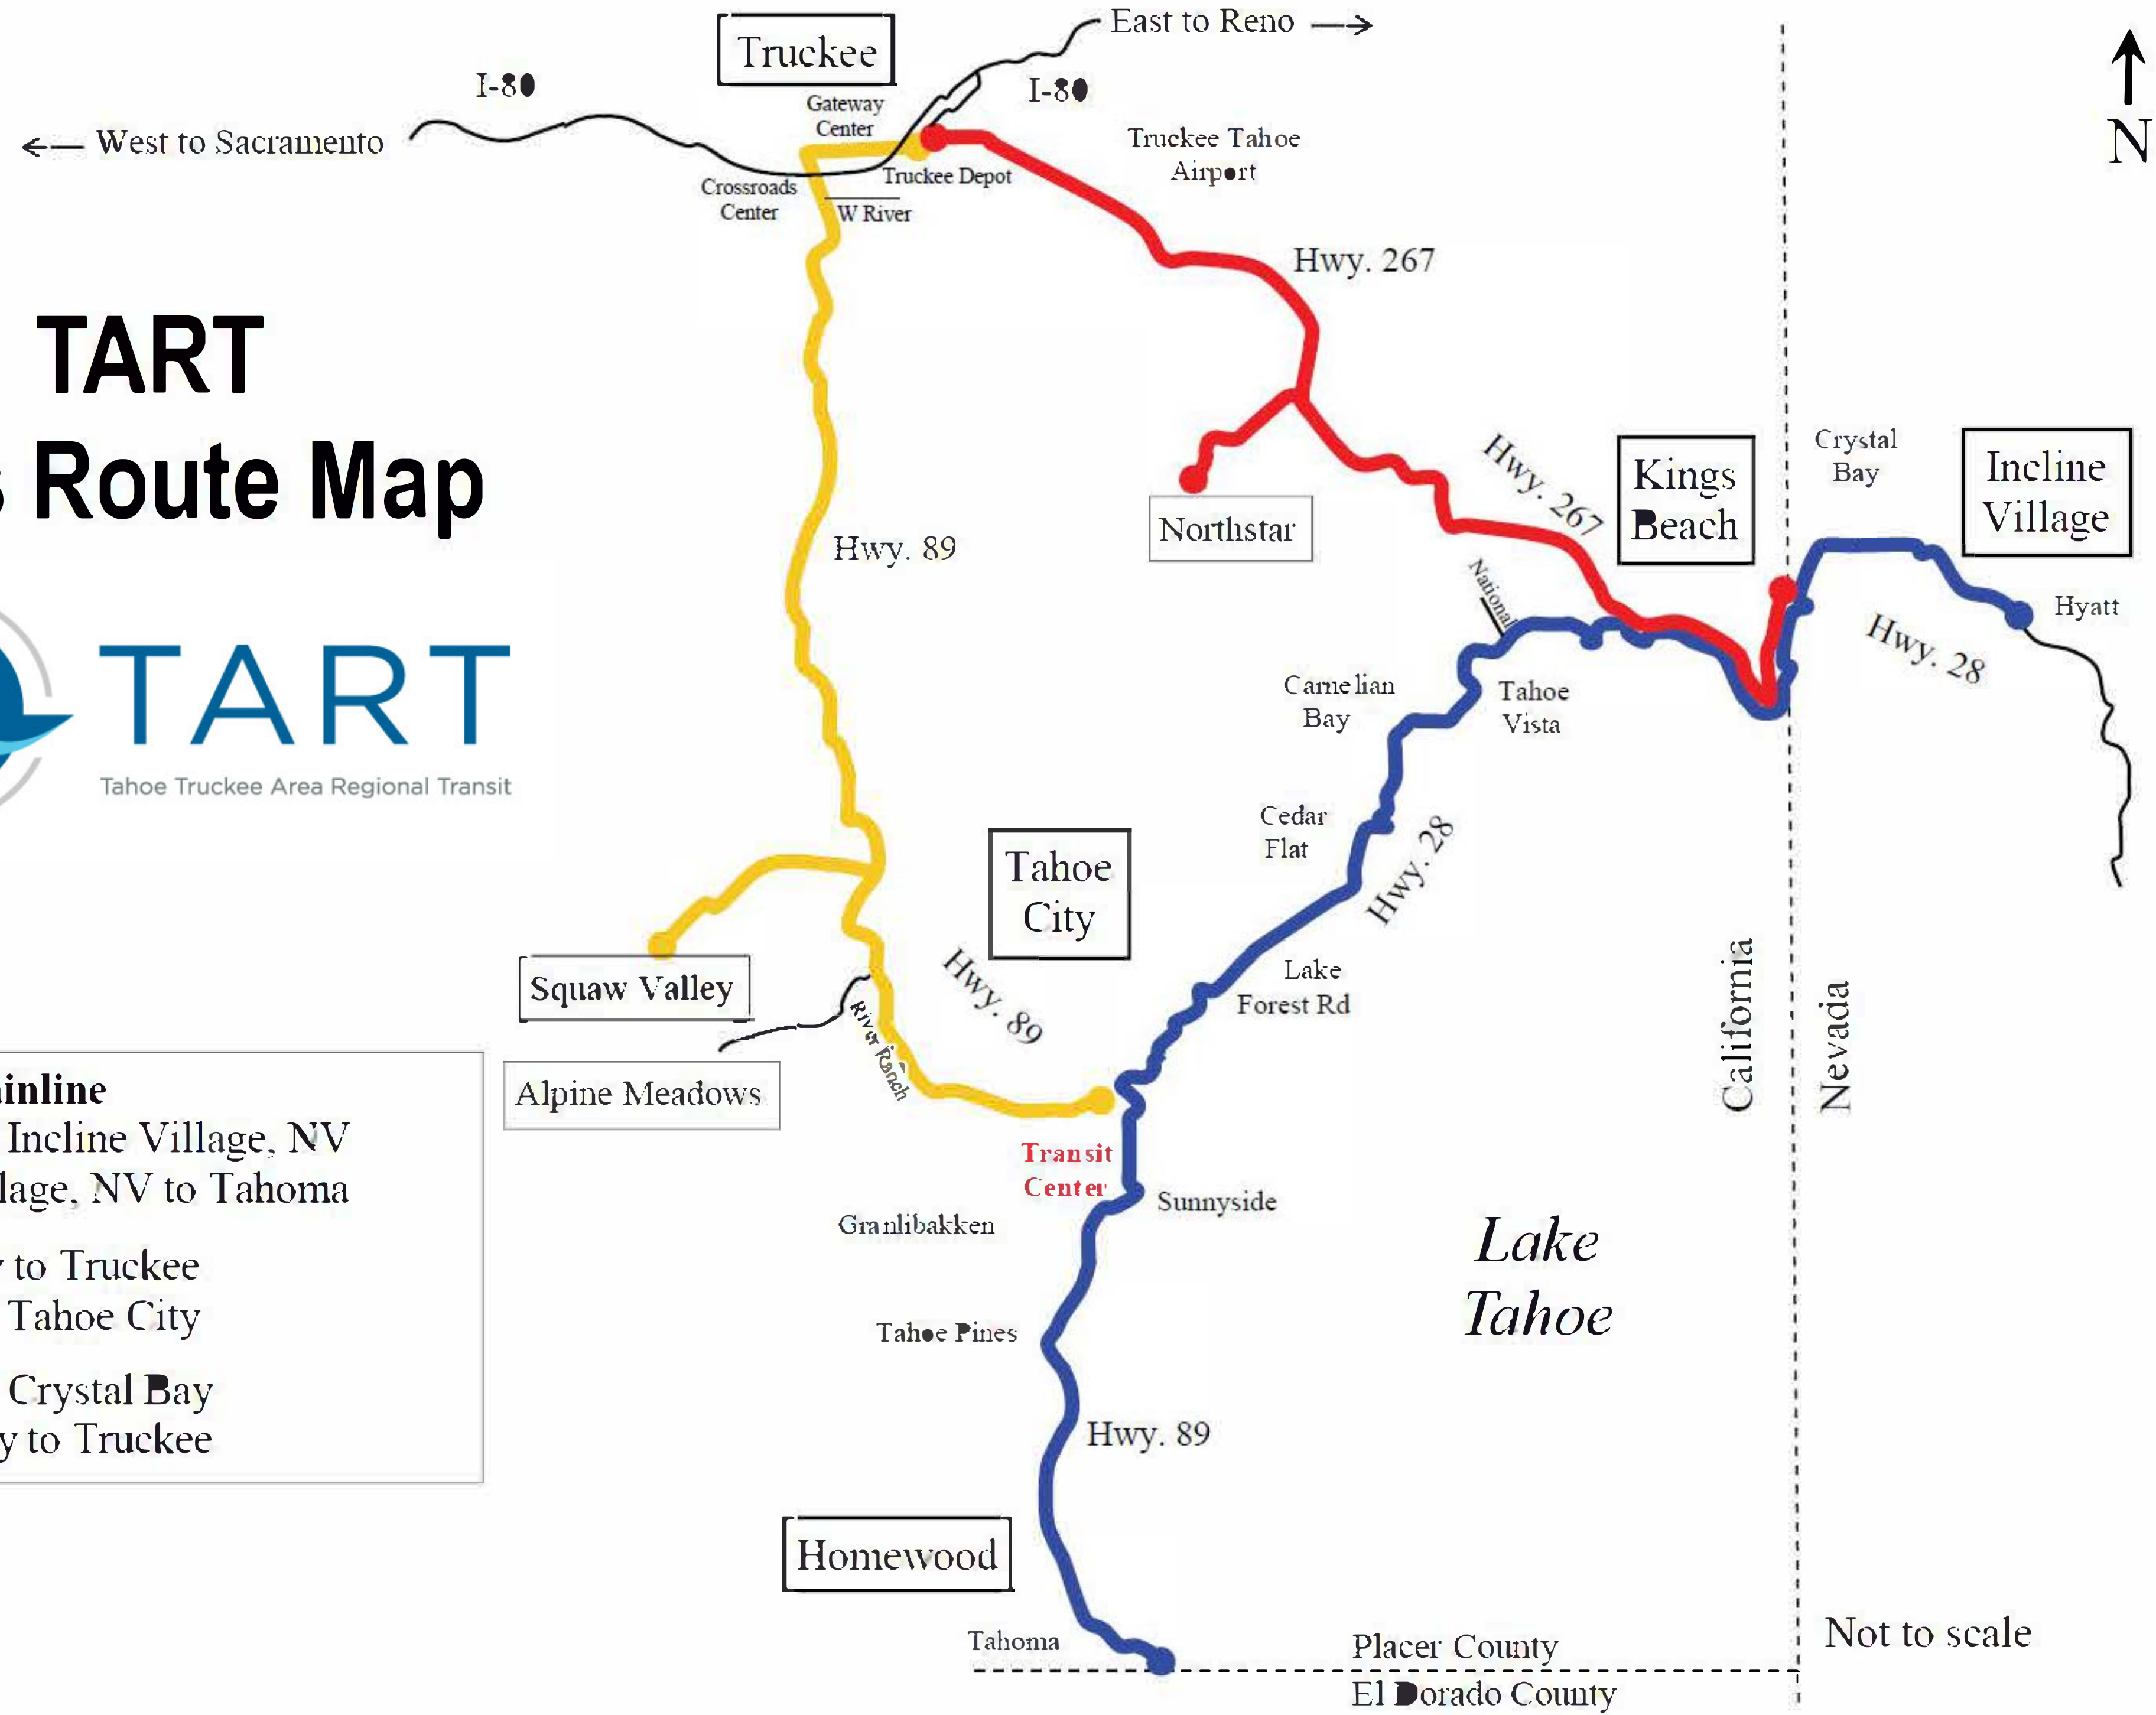 East to Reno →
Truckee
I-80
I-80
Gateway
Center
← West to Sacramento
Truckee Tahoe
Airport
N
Crossroads
Center
Truckee Depot
W River
Hwy. 267
TART
Route Map
Hwy. 89
Northstar
Hwy. 267
Kings
Beach
Crystal
Bay
Incline
Village
National
Hyatt
Hwy. 28
TART
Tahoe Truckee Area Regional Transit
Carnelian
Bay
Tahoe
Vista
Cedar
Flat
Hwy. 28
Tahoe
City
Squaw Valley
Hwy. 89
Lake
Forest Rd
California
Nevada
River Ranch
Alpine Meadows
Transit
Center
Sunnyside
Granlibakken
inline
Incline Village, NV
lage, NV to Tahoma
to Truckee
Tahoe City
Crystal Bay
y to Truckee
Lake
Tahoe
Tahoe Pines
Hwy. 89
Homewood
Tahoma
Placer County
El Dorado County
Not to scale